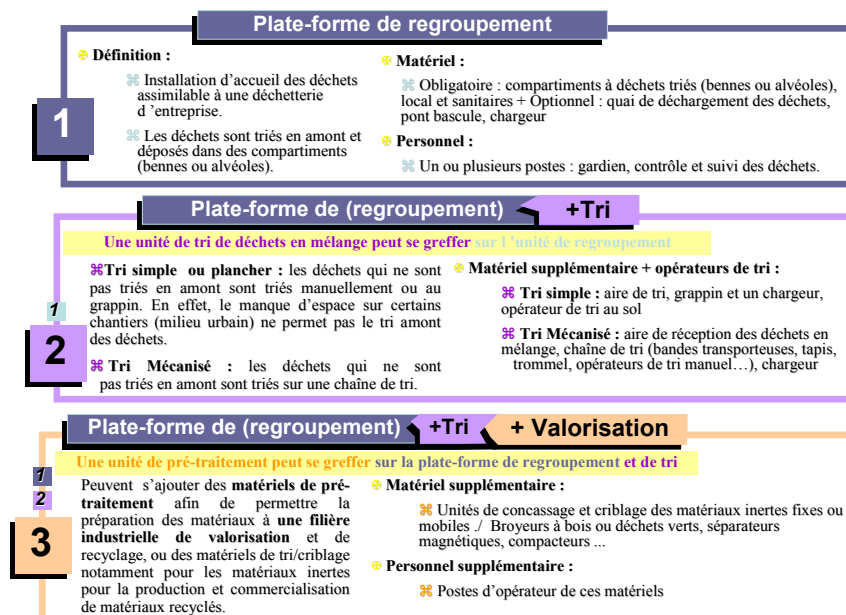 Plate-forme de regroupement
1
Définition :
Installation d'accueil des déchets
assimilable à une déchetterie
d 'entreprise.
Les déchets sont triés en amont et
déposés dans des compartiments
(bennes ou alvéoles).
Matériel :
Obligatoire : compartiments à déchets triés (bennes ou alvéoles),
local et sanitaires + Optionnel : quai de déchargement des déchets,
pont bascule, chargeur
Personnel :
Un ou plusieurs postes : gardien, contrôle et suivi des déchets.
Plate-forme de (regroupement) +Tri
Une unité de tri de déchets en mélange peut se greffer sur l 'unité de regroupement
1
2
Tri simple ou plancher : les déchets qui ne sont
pas triés en amont sont triés manuellement ou au
grappin. En effet, le manque d'espace sur certains
chantiers (milieu urbain) ne permet pas le tri amont
des déchets.
Tri Mécanisé : les déchets qui ne sont
pas triés en amont sont triés sur une chaîne de tri.
Matériel supplémentaire + opérateurs de tri :
Tri simple : aire de tri, grappin et un chargeur,
opérateur de tri au sol
Tri Mécanisé : aire de réception des déchets en
mélange, chaîne de tri (bandes transporteuses, tapis,
trommel, opérateurs de tri manuel…), chargeur
Plate-forme de (regroupement) +Tri + Valorisation
Une unité de pré-traitement peut se greffer sur la plate-forme de regroupement et de tri
1
2
3
Peuvent s'ajouter des matériels de pré-
traitement afin de permettre la
préparation des matériaux à une filière
industrielle de valorisation et de
recyclage, ou des matériels de tri/criblage
notamment pour les matériaux inertes
pour la production et commercialisation
de matériaux recyclés.
Matériel supplémentaire :
Unités de concassage et criblage des matériaux inertes fixes ou
mobiles ./ Broyeurs à bois ou déchets verts, séparateurs
magnétiques, compacteurs ...
Personnel supplémentaire :
Postes d'opérateur de ces matériels